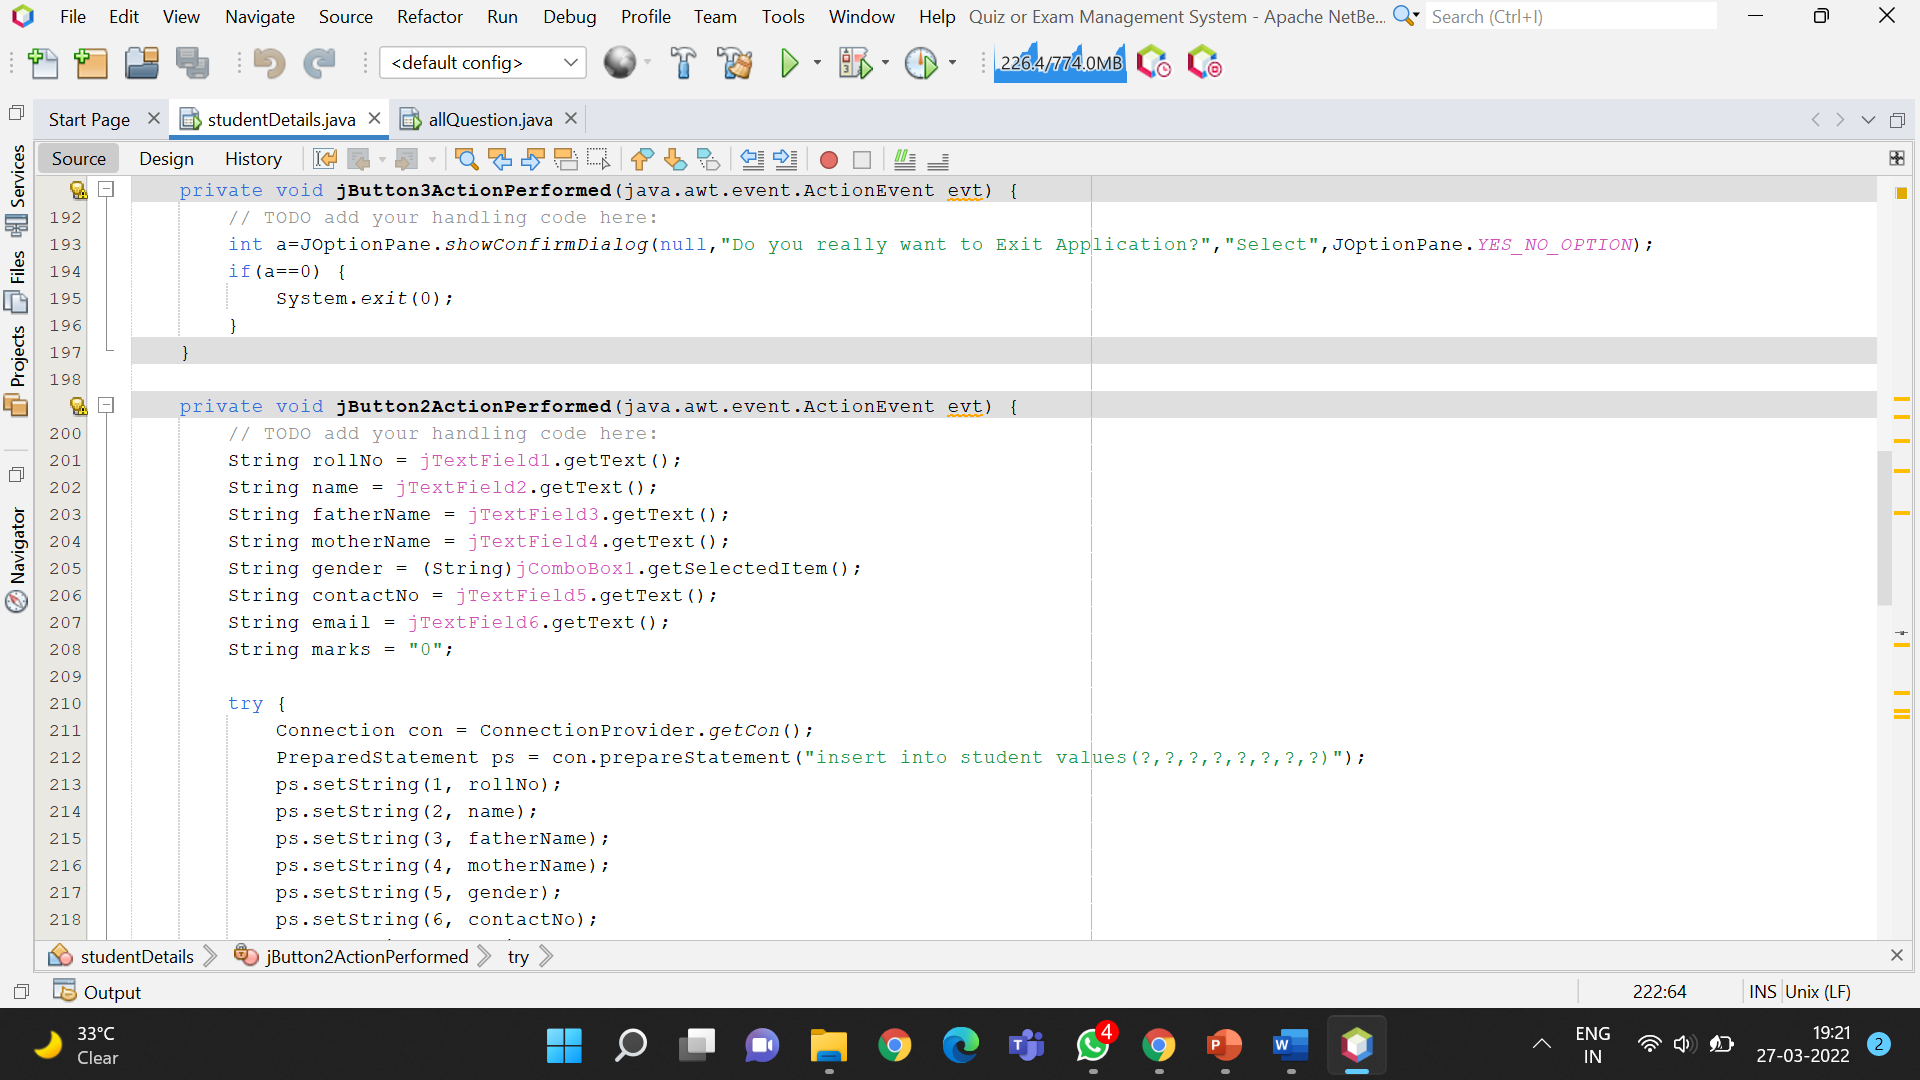 File Edit View Navigate Source Refactor Run Debug Profile Team Tools Window Help Quiz or Exam Management System - Apache NetBe... Search (Ctrl+I)
<default config> 226.4/774.0MB
Start Page studentDetails.java allQuestion.java
Source Design History
Services
Files
Projects
Navigator
private void jButton3ActionPerformed(java.awt.event.ActionEvent evt) {
192 // TODO add your handling code here:
193 int a=JOptionPane.showConfirmDialog(null,"Do you really want to Exit Application?","Select",JOptionPane.YES_NO_OPTION);
194 if(a==0) {
195 System.exit(0);
196 }
197 }
198
private void jButton2ActionPerformed(java.awt.event.ActionEvent evt) {
200 // TODO add your handling code here:
201 String rollNo = jTextField1.getText();
202 String name = jTextField2.getText();
203 String fatherName = jTextField3.getText();
204 String motherName = jTextField4.getText();
205 String gender = (String)jComboBox1.getSelectedItem();
206 String contactNo = jTextField5.getText();
207 String email = jTextField6.getText();
208 String marks = "0";
209
210 try {
211 Connection con = ConnectionProvider.getCon();
212 PreparedStatement ps = con.prepareStatement("insert into student values(?,?,?,?,?,?,?,?)");
213 ps.setString(1, rollNo);
214 ps.setString(2, name);
215 ps.setString(3, fatherName);
216 ps.setString(4, motherName);
217 ps.setString(5, gender);
218 ps.setString(6, contactNo);
studentDetails jButton2ActionPerformed try
Output 222:64 INS Unix (LF)
33°C
Clear
4
ENG
IN
19:21
27-03-2022
2